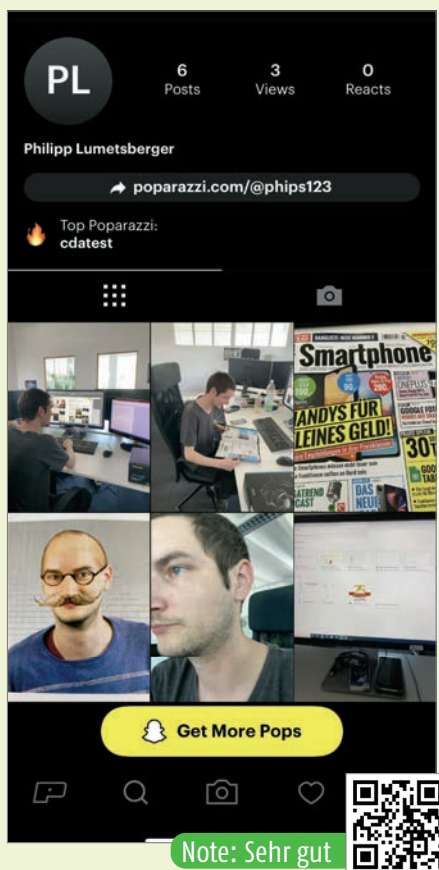 PL
6
3
0
Posts
Views
Reacts
Philipp Lumetsberger
poparazzi.com/@phips123
Top Poparazzi:
cdatest
Smartphone
ANDYS FÜR
LEINES GELD!
30
DAS
NEUE
Get More Pops
Note: Sehr gut